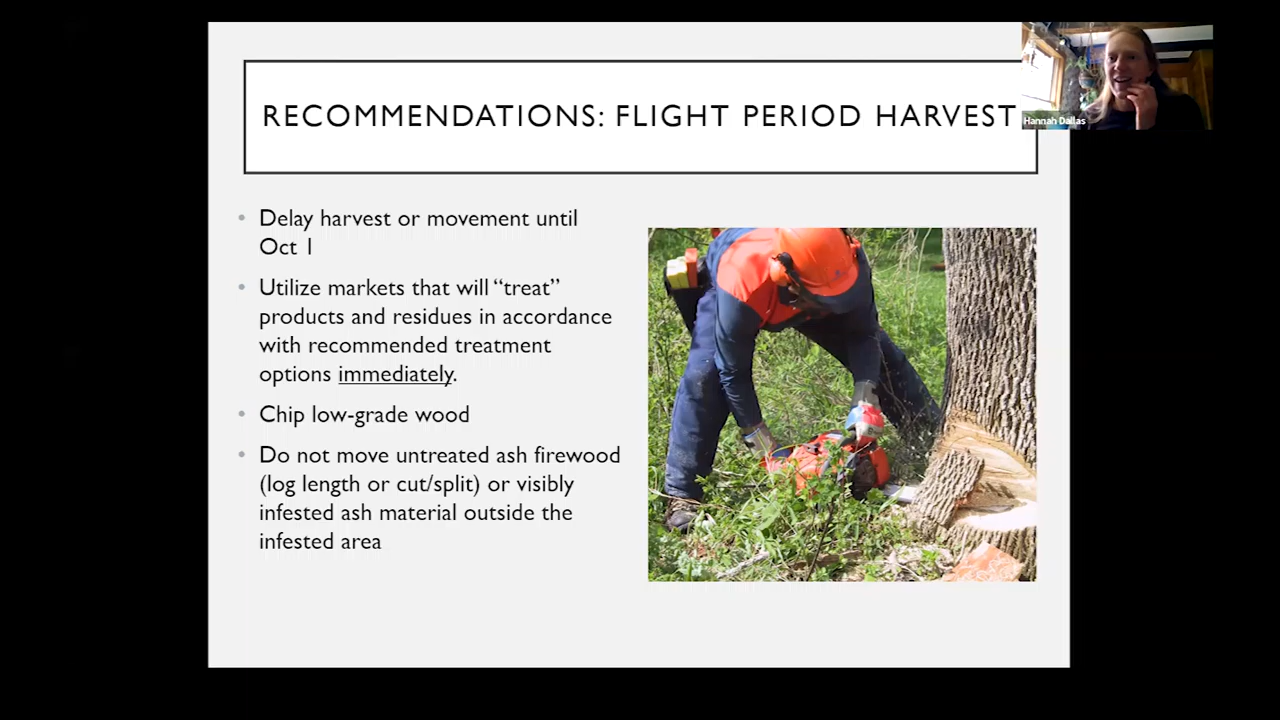 RECOMMENDATIONS: FLIGHT PERIOD HARVEST
Hannah Dallas
• Delay harvest or movement until
Oct 1
• Utilize markets that will “treat”
products and residues in accordance
with recommended treatment
options immediately.
• Chip low-grade wood
• Do not move untreated ash firewood
(log length or cut/split) or visibly
infested ash material outside the
infested area